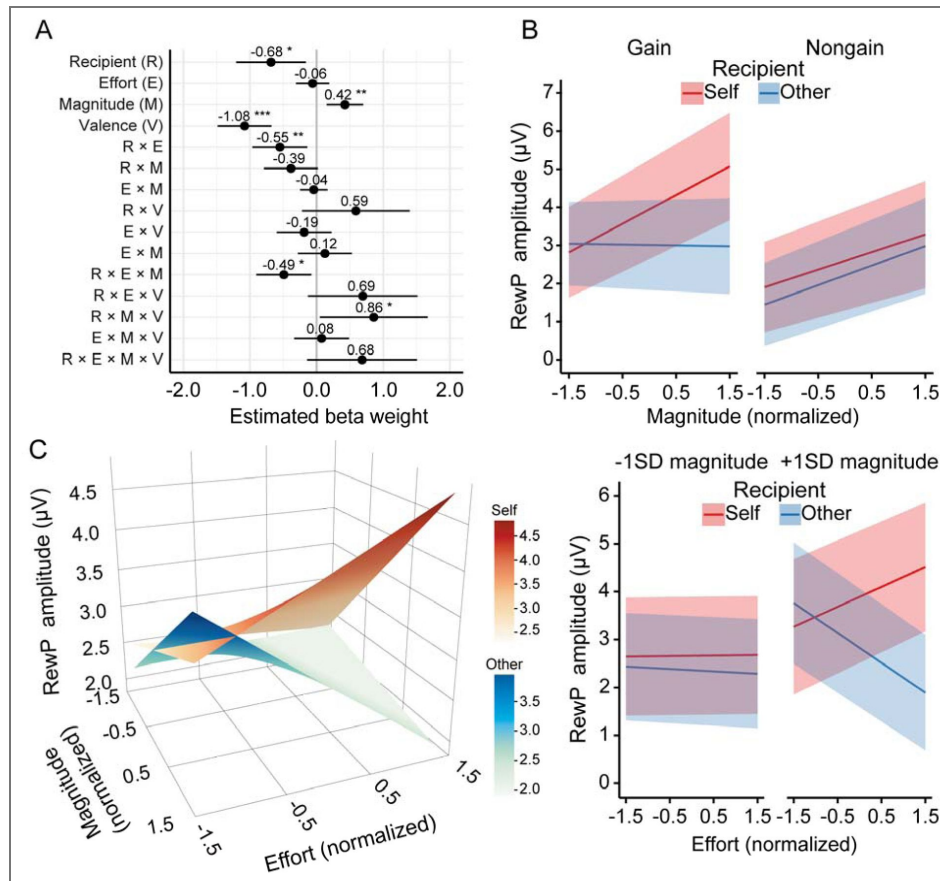 A
Recipient (R)
Effort (E)
Magnitude (M)
Valence (V)
R × E
R × M
E × M
R × V
E × V
E × M
R × E × M
R × E × V
R × M × V
E × M × V
R × E × M × V
-0.68 *
-0.06
0.42 **
-1.08 ***
-0.55 **
-0.39
-0.04
0.59
-0.19
0.12
-0.49 *
0.69
0.86 *
0.08
0.68
-2.0 -1.0 0.0 1.0 2.0
Estimated beta weight
B
Gain Nongain
Recipient
Self Other
RewP amplitude (µV)
7
6
5
4
3
2
1
0
-1.5 -0.5 0.5 1.5 -1.5 -0.5 0.5 1.5
Magnitude (normalized)
C
RewP amplitude (µV)
4.5
4.0
3.5
3.0
2.5
2.0
-1.5
-0.5
0.5
1.5
Magnitude
(normalized)
-1.5
-0.5
0.5
1.5
Effort (normalized)
Self
4.5
4.0
3.5
3.0
2.5
Other
3.5
3.0
2.5
2.0
-1SD magnitude +1SD magnitude
Recipient
Self Other
RewP amplitude (µV)
6
5
4
3
2
1
0
-1.5 -0.5 0.5 1.5 -1.5 -0.5 0.5 1.5
Effort (normalized)